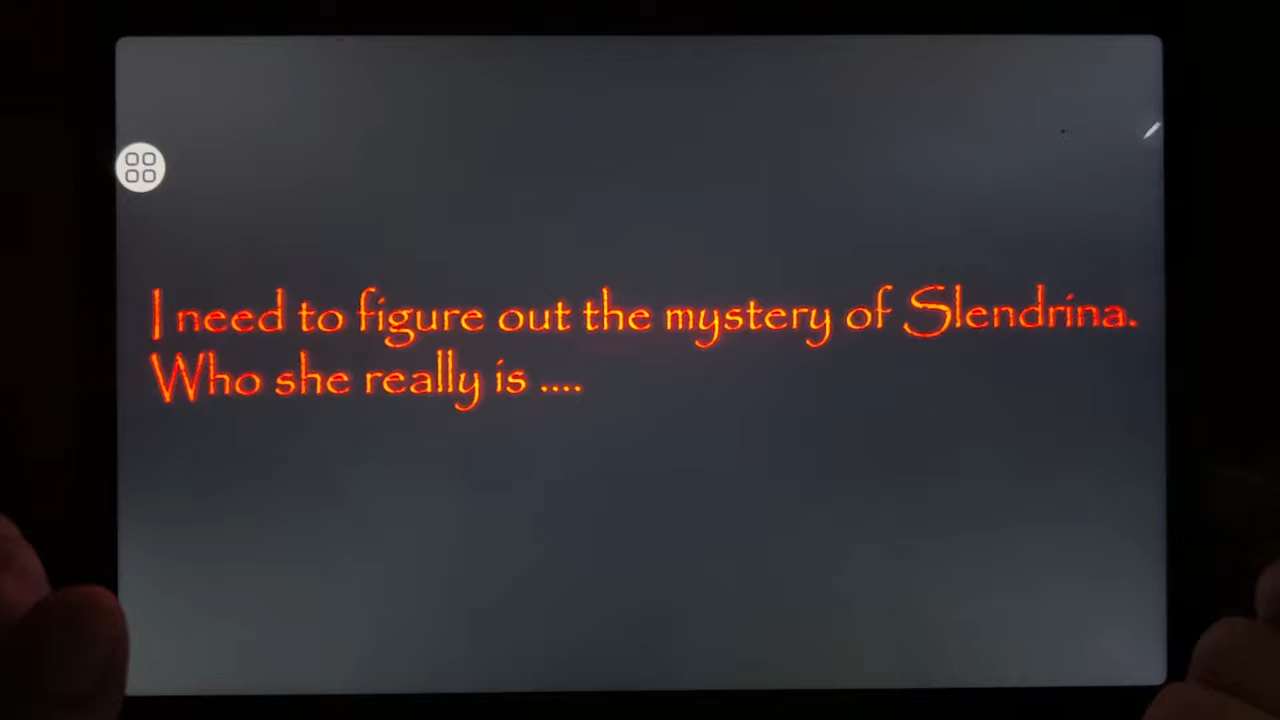 I need to figure out the mystery of Slendrina.
Who she really is ....